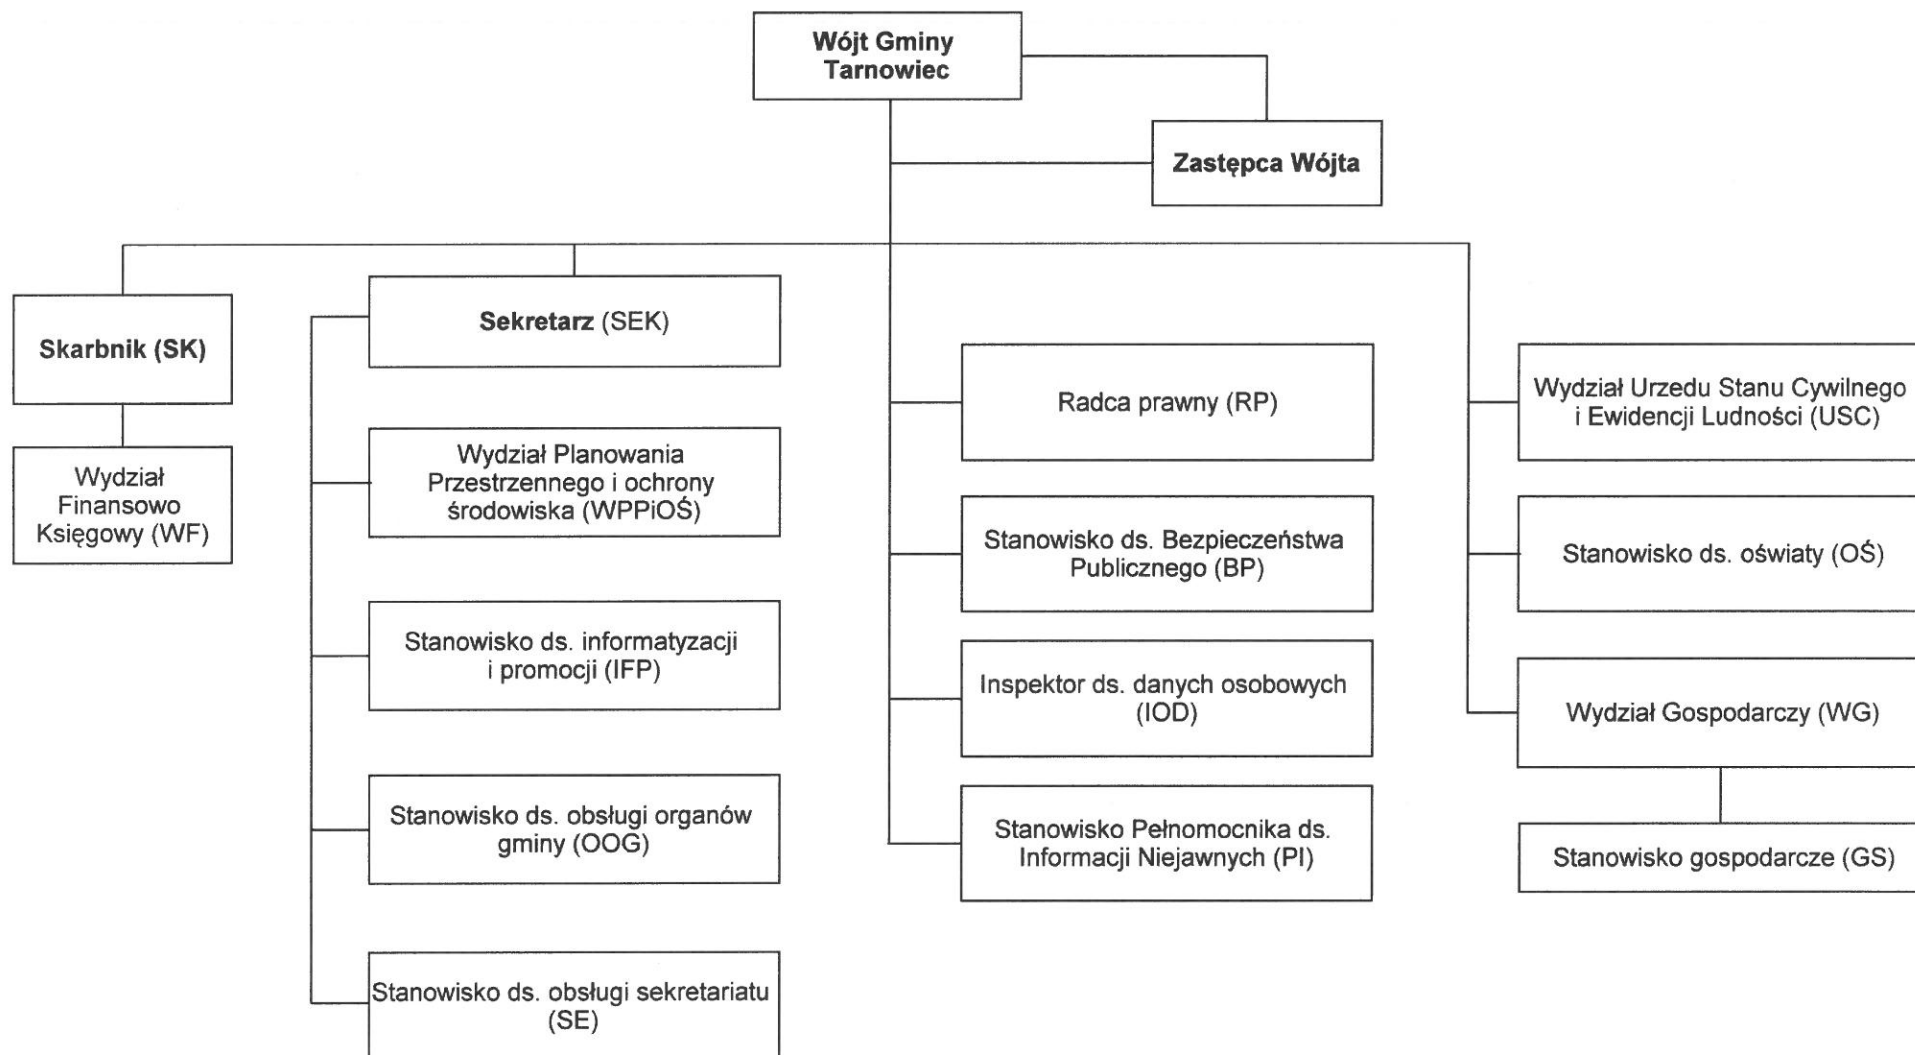 Wójt Gminy
Tarnowiec
Zastępca Wójta
Skarbnik (SK)
Wydział
Finansowo
Księgowy (WF)
Sekretarz (SEK)
Wydział Planowania
Przestrzennego i ochrony
środowiska (WPPiOŚ)
Stanowisko ds. informatyzacji
i promocji (IFP)
Stanowisko ds. obsługi organów
gminy (OOG)
Stanowisko ds. obsługi sekretariatu
(SE)
Radca prawny (RP)
Stanowisko ds. Bezpieczeństwa
Publicznego (BP)
Inspektor ds. danych osobowych
(IOD)
Stanowisko Pełnomocnika ds.
Informacji Niejawnych (PI)
Wydział Urzedu Stanu Cywilnego
i Ewidencji Ludności (USC)
Stanowisko ds. oświaty (OŚ)
Wydział Gospodarczy (WG)
Stanowisko gospodarcze (GS)